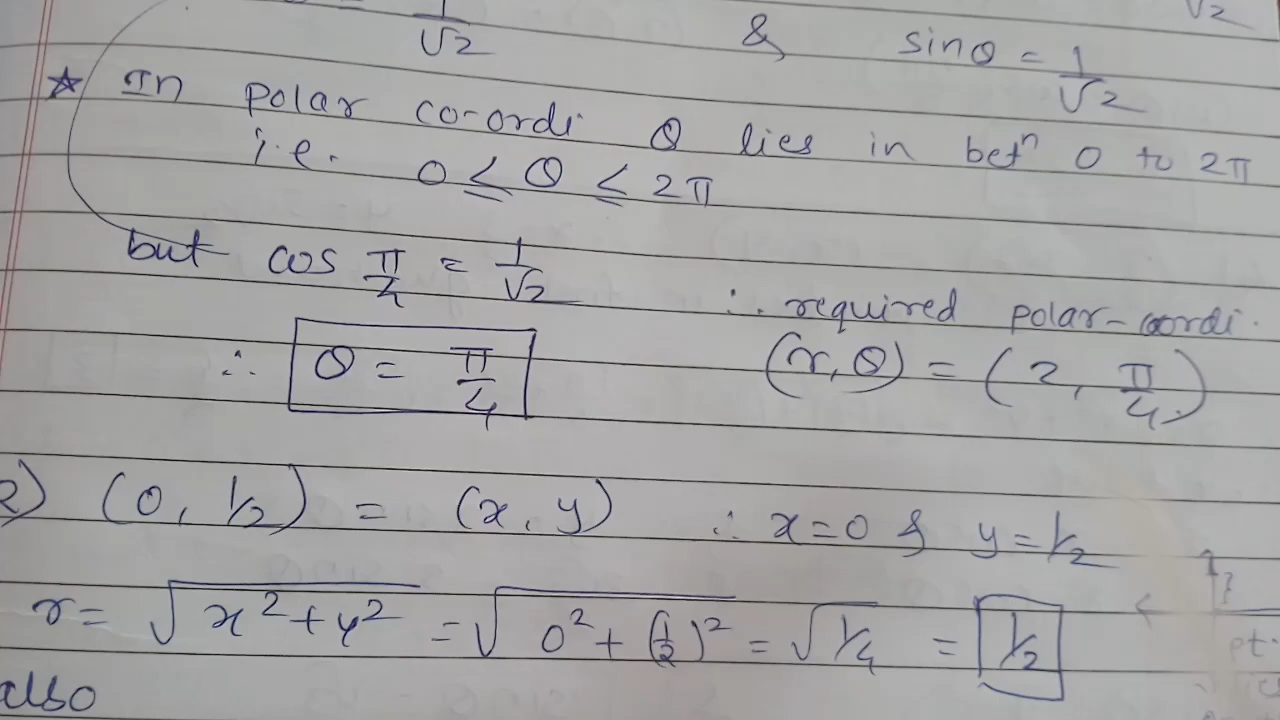 = 1/√2 & sinθ = 1/√2
☆ In polar co-ordi θ lies in betⁿ 0 to 2π
i.e. 0 ≤ θ ≤ 2π
but cos π/4 = 1/√2
∴ required polar-coordi.
∴ θ = π/4 (r, θ) = (2, π/4)
2) (0, 1/2) = (x, y) ∴ x=0 & y=1/2
r = √(x²+y²) = √(0²+(1/2)²) = √1/4 = 1/2
also